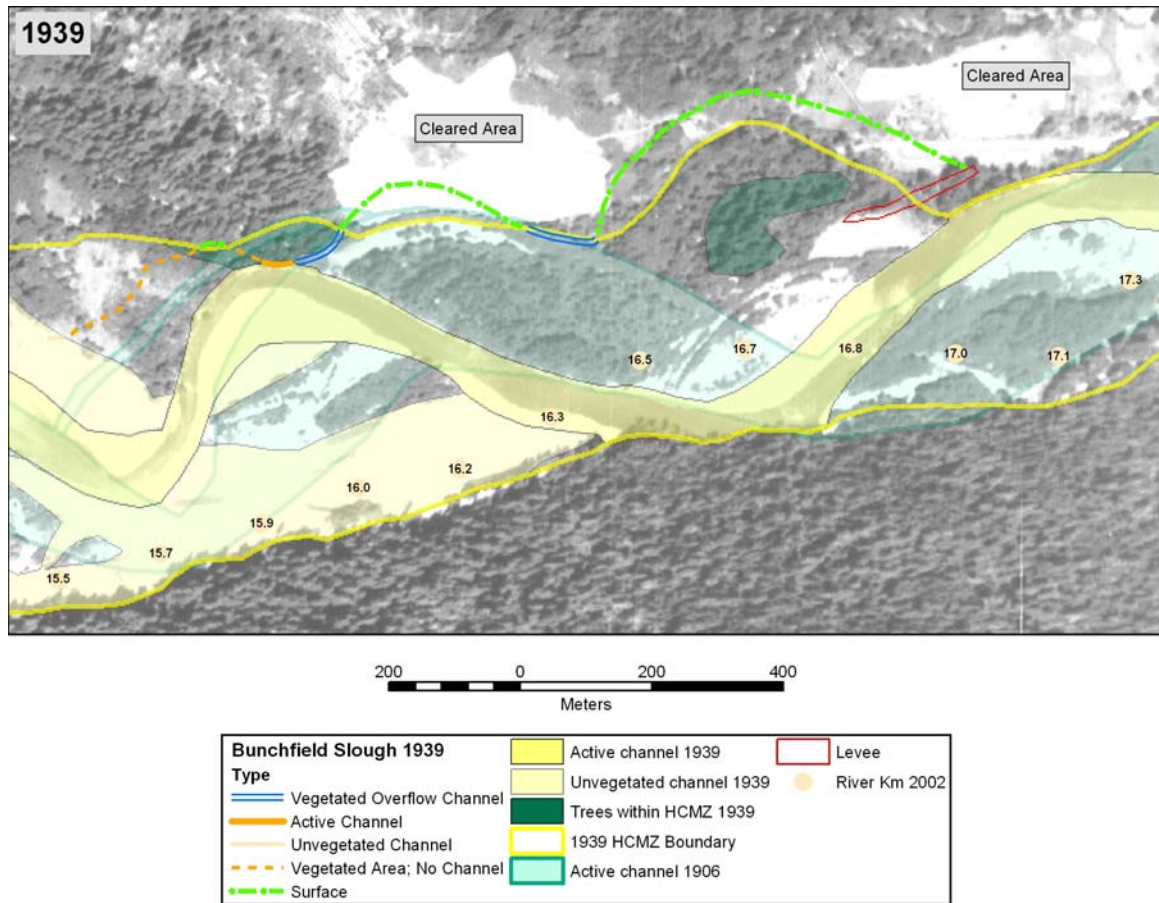 1939
Cleared Area
Cleared Area
17.3
16.5
16.7
16.8
17.0
17.1
16.3
16.2
16.0
15.9
15.7
15.5
200 0 200 400
Meters
Bunchfield Slough 1939
Type
Vegetated Overflow Channel
Active Channel
Unvegetated Channel
Vegetated Area; No Channel
Surface
Active channel 1939
Unvegetated channel 1939
Trees within HCMZ 1939
1939 HCMZ Boundary
Active channel 1906
Levee
River Km 2002